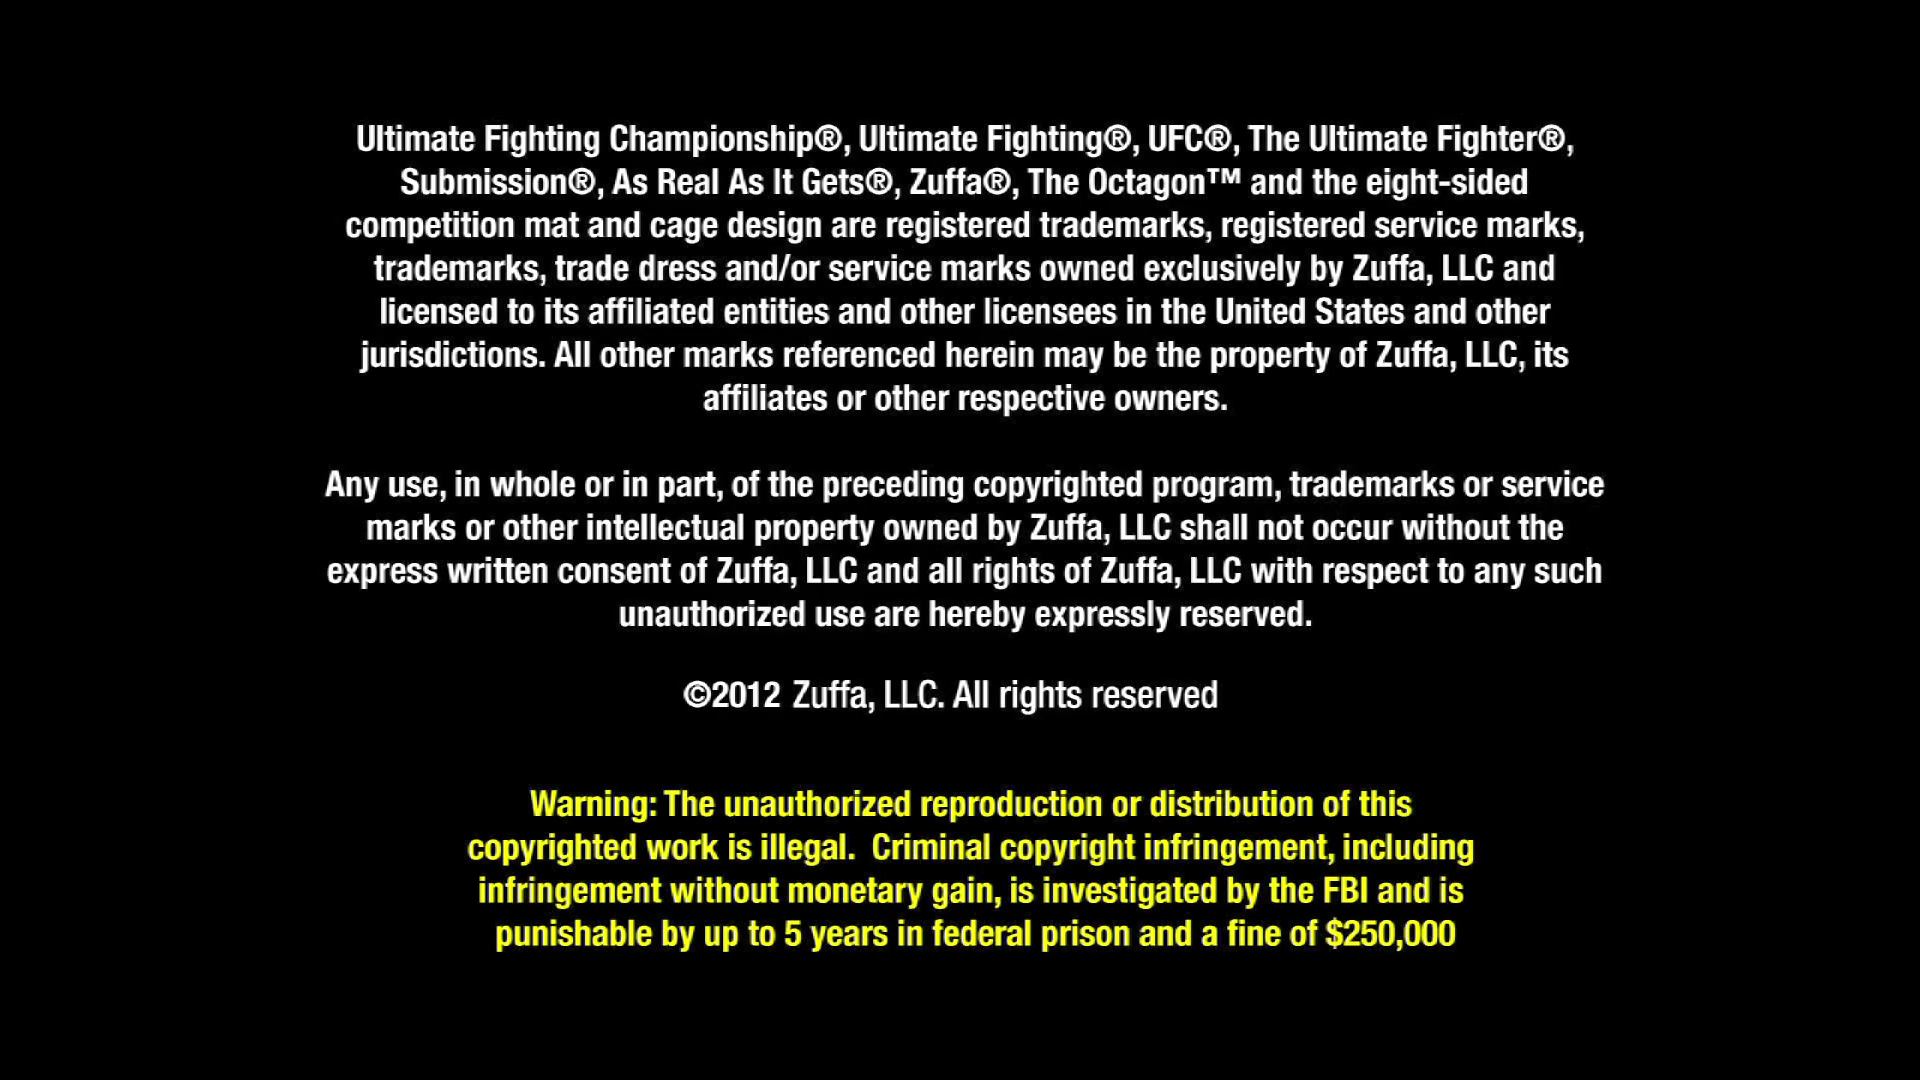 Ultimate Fighting Championship®, Ultimate Fighting®, UFC®, The Ultimate Fighter®,
Submission®, As Real As It Gets®, Zuffa®, The Octagon™ and the eight-sided
competition mat and cage design are registered trademarks, registered service marks,
trademarks, trade dress and/or service marks owned exclusively by Zuffa, LLC and
licensed to its affiliated entities and other licensees in the United States and other
jurisdictions. All other marks referenced herein may be the property of Zuffa, LLC, its
affiliates or other respective owners.
Any use, in whole or in part, of the preceding copyrighted program, trademarks or service
marks or other intellectual property owned by Zuffa, LLC shall not occur without the
express written consent of Zuffa, LLC and all rights of Zuffa, LLC with respect to any such
unauthorized use are hereby expressly reserved.
©2012 Zuffa, LLC. All rights reserved
Warning: The unauthorized reproduction or distribution of this
copyrighted work is illegal.  Criminal copyright infringement, including
infringement without monetary gain, is investigated by the FBI and is
punishable by up to 5 years in federal prison and a fine of $250,000